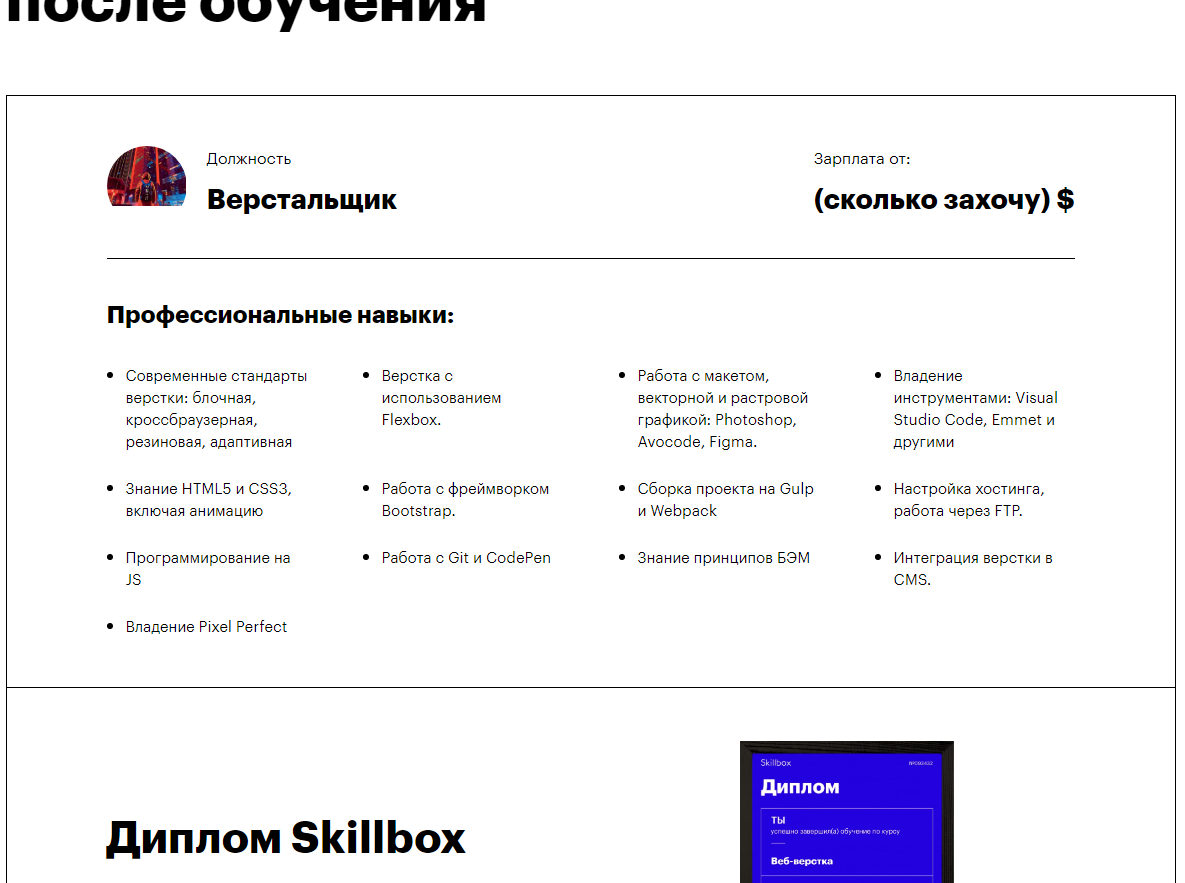 после обучения
Должность
Зарплата от:
Верстальщик
(сколько захочу) $
Профессиональные навыки:
Современные стандарты
верстки: блочная,
кроссбраузерная,
резиновая, адаптивная
Верстка с
использованием
Flexbox.
Работа с макетом,
векторной и растровой
графикой: Photoshop,
Avocode, Figma.
Владение
инструментами: Visual
Studio Code, Emmet и
другими
Знание HTML5 и CSS3,
включая анимацию
Работа с фреймворком
Bootstrap.
Сборка проекта на Gulp
и Webpack
Настройка хостинга,
работа через FTP.
Программирование на
JS
Работа с Git и CodePen
Знание принципов БЭМ
Интеграция верстки в
CMS.
Владение Pixel Perfect
Диплом Skillbox
Skillbox
Диплом
ТЫ
успешно завершил(а) обучение по курсу
Веб-верстка